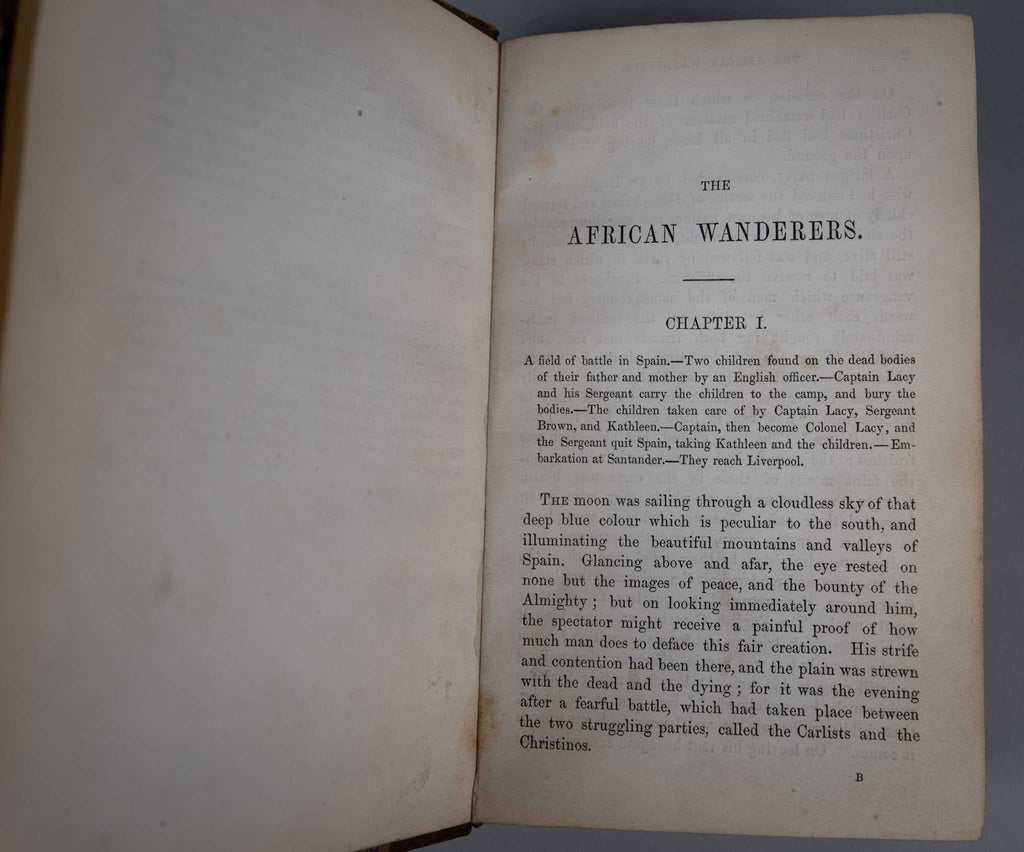 THE
AFRICAN WANDERERS.
CHAPTER I.
A field of battle in Spain.—Two children found on the dead bodies
of their father and mother by an English officer.—Captain Lacy
and his Sergeant carry the children to the camp, and bury the
bodies.—The children taken care of by Captain Lacy, Sergeant
Brown, and Kathleen.—Captain, then become Colonel Lacy, and
the Sergeant quit Spain, taking Kathleen and the children.—Em-
barkation at Santander.—They reach Liverpool.
THE moon was sailing through a cloudless sky of that
deep blue colour which is peculiar to the south, and
illuminating the beautiful mountains and valleys of
Spain. Glancing above and afar, the eye rested on
none but the images of peace, and the bounty of the
Almighty; but on looking immediately around him,
the spectator might receive a painful proof of how
much man does to deface this fair creation. His strife
and contention had been there, and the plain was strewn
with the dead and the dying; for it was the evening
after a fearful battle, which had taken place between
the two struggling parties, called the Carlists and the
Christinos.
B